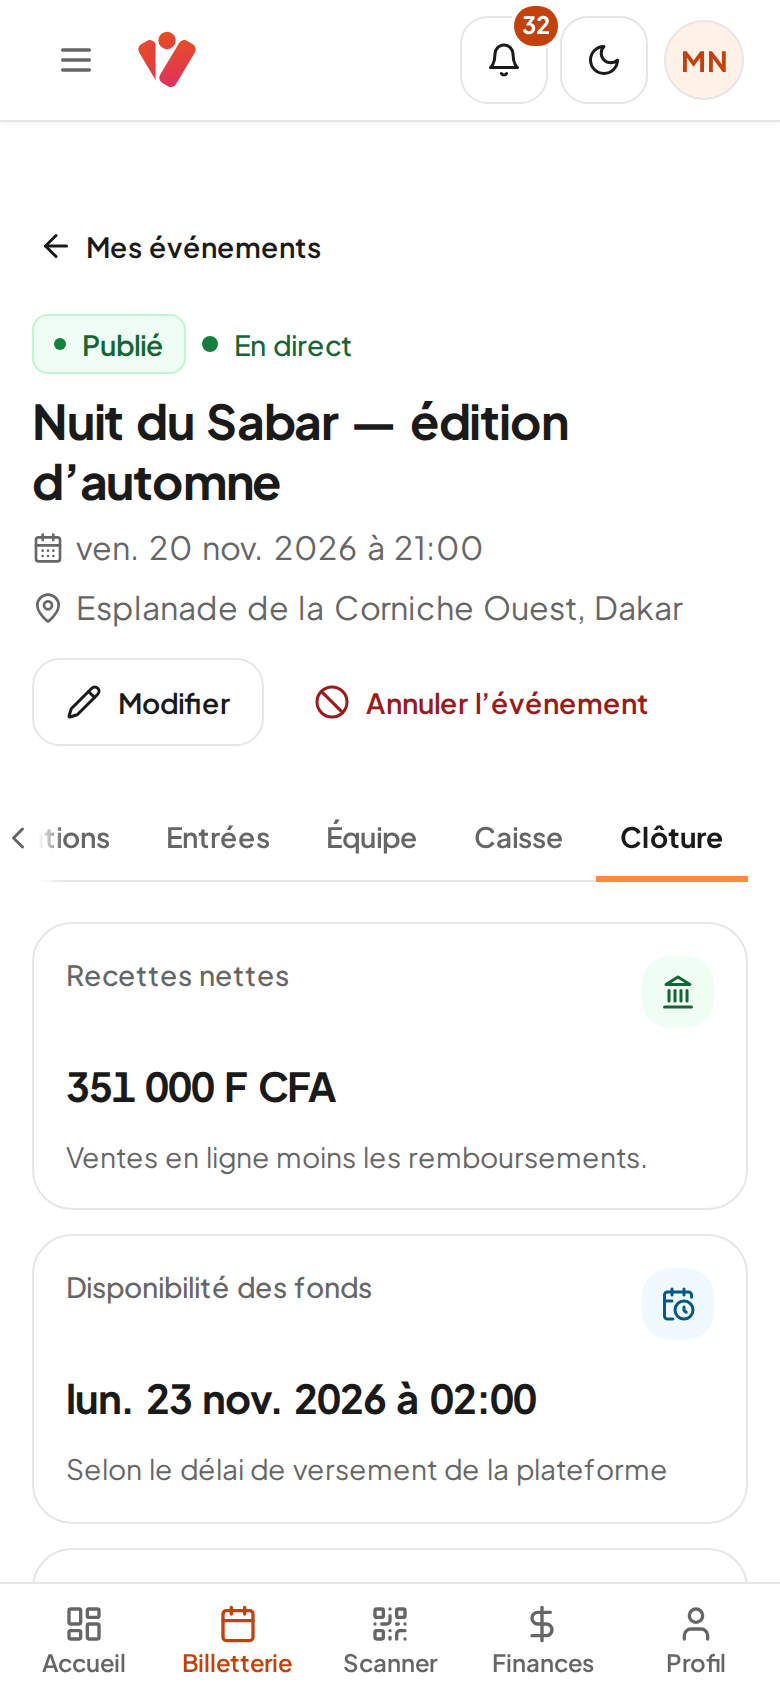 32
MN
Mes événements
Publié
En direct
Nuit du Sabar — édition
d’automne
ven. 20 nov. 2026 à 21:00
Esplanade de la Corniche Ouest, Dakar
Modifier
Annuler l’événement
tions
Entrées
Équipe
Caisse
Clôture
Recettes nettes
351 000 F CFA
Ventes en ligne moins les remboursements.
Disponibilité des fonds
lun. 23 nov. 2026 à 02:00
Selon le délai de versement de la plateforme
Accueil
Billetterie
Scanner
Finances
Profil